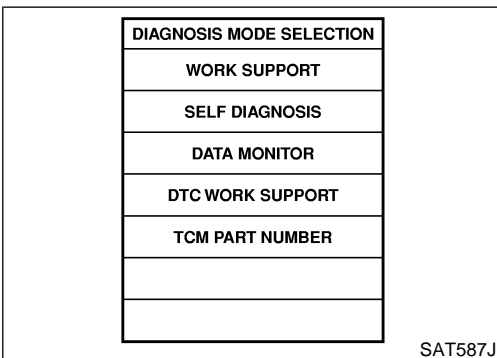 DIAGNOSIS MODE SELECTION
WORK SUPPORT
SELF DIAGNOSIS
DATA MONITOR
DTC WORK SUPPORT
TCM PART NUMBER
SAT587J